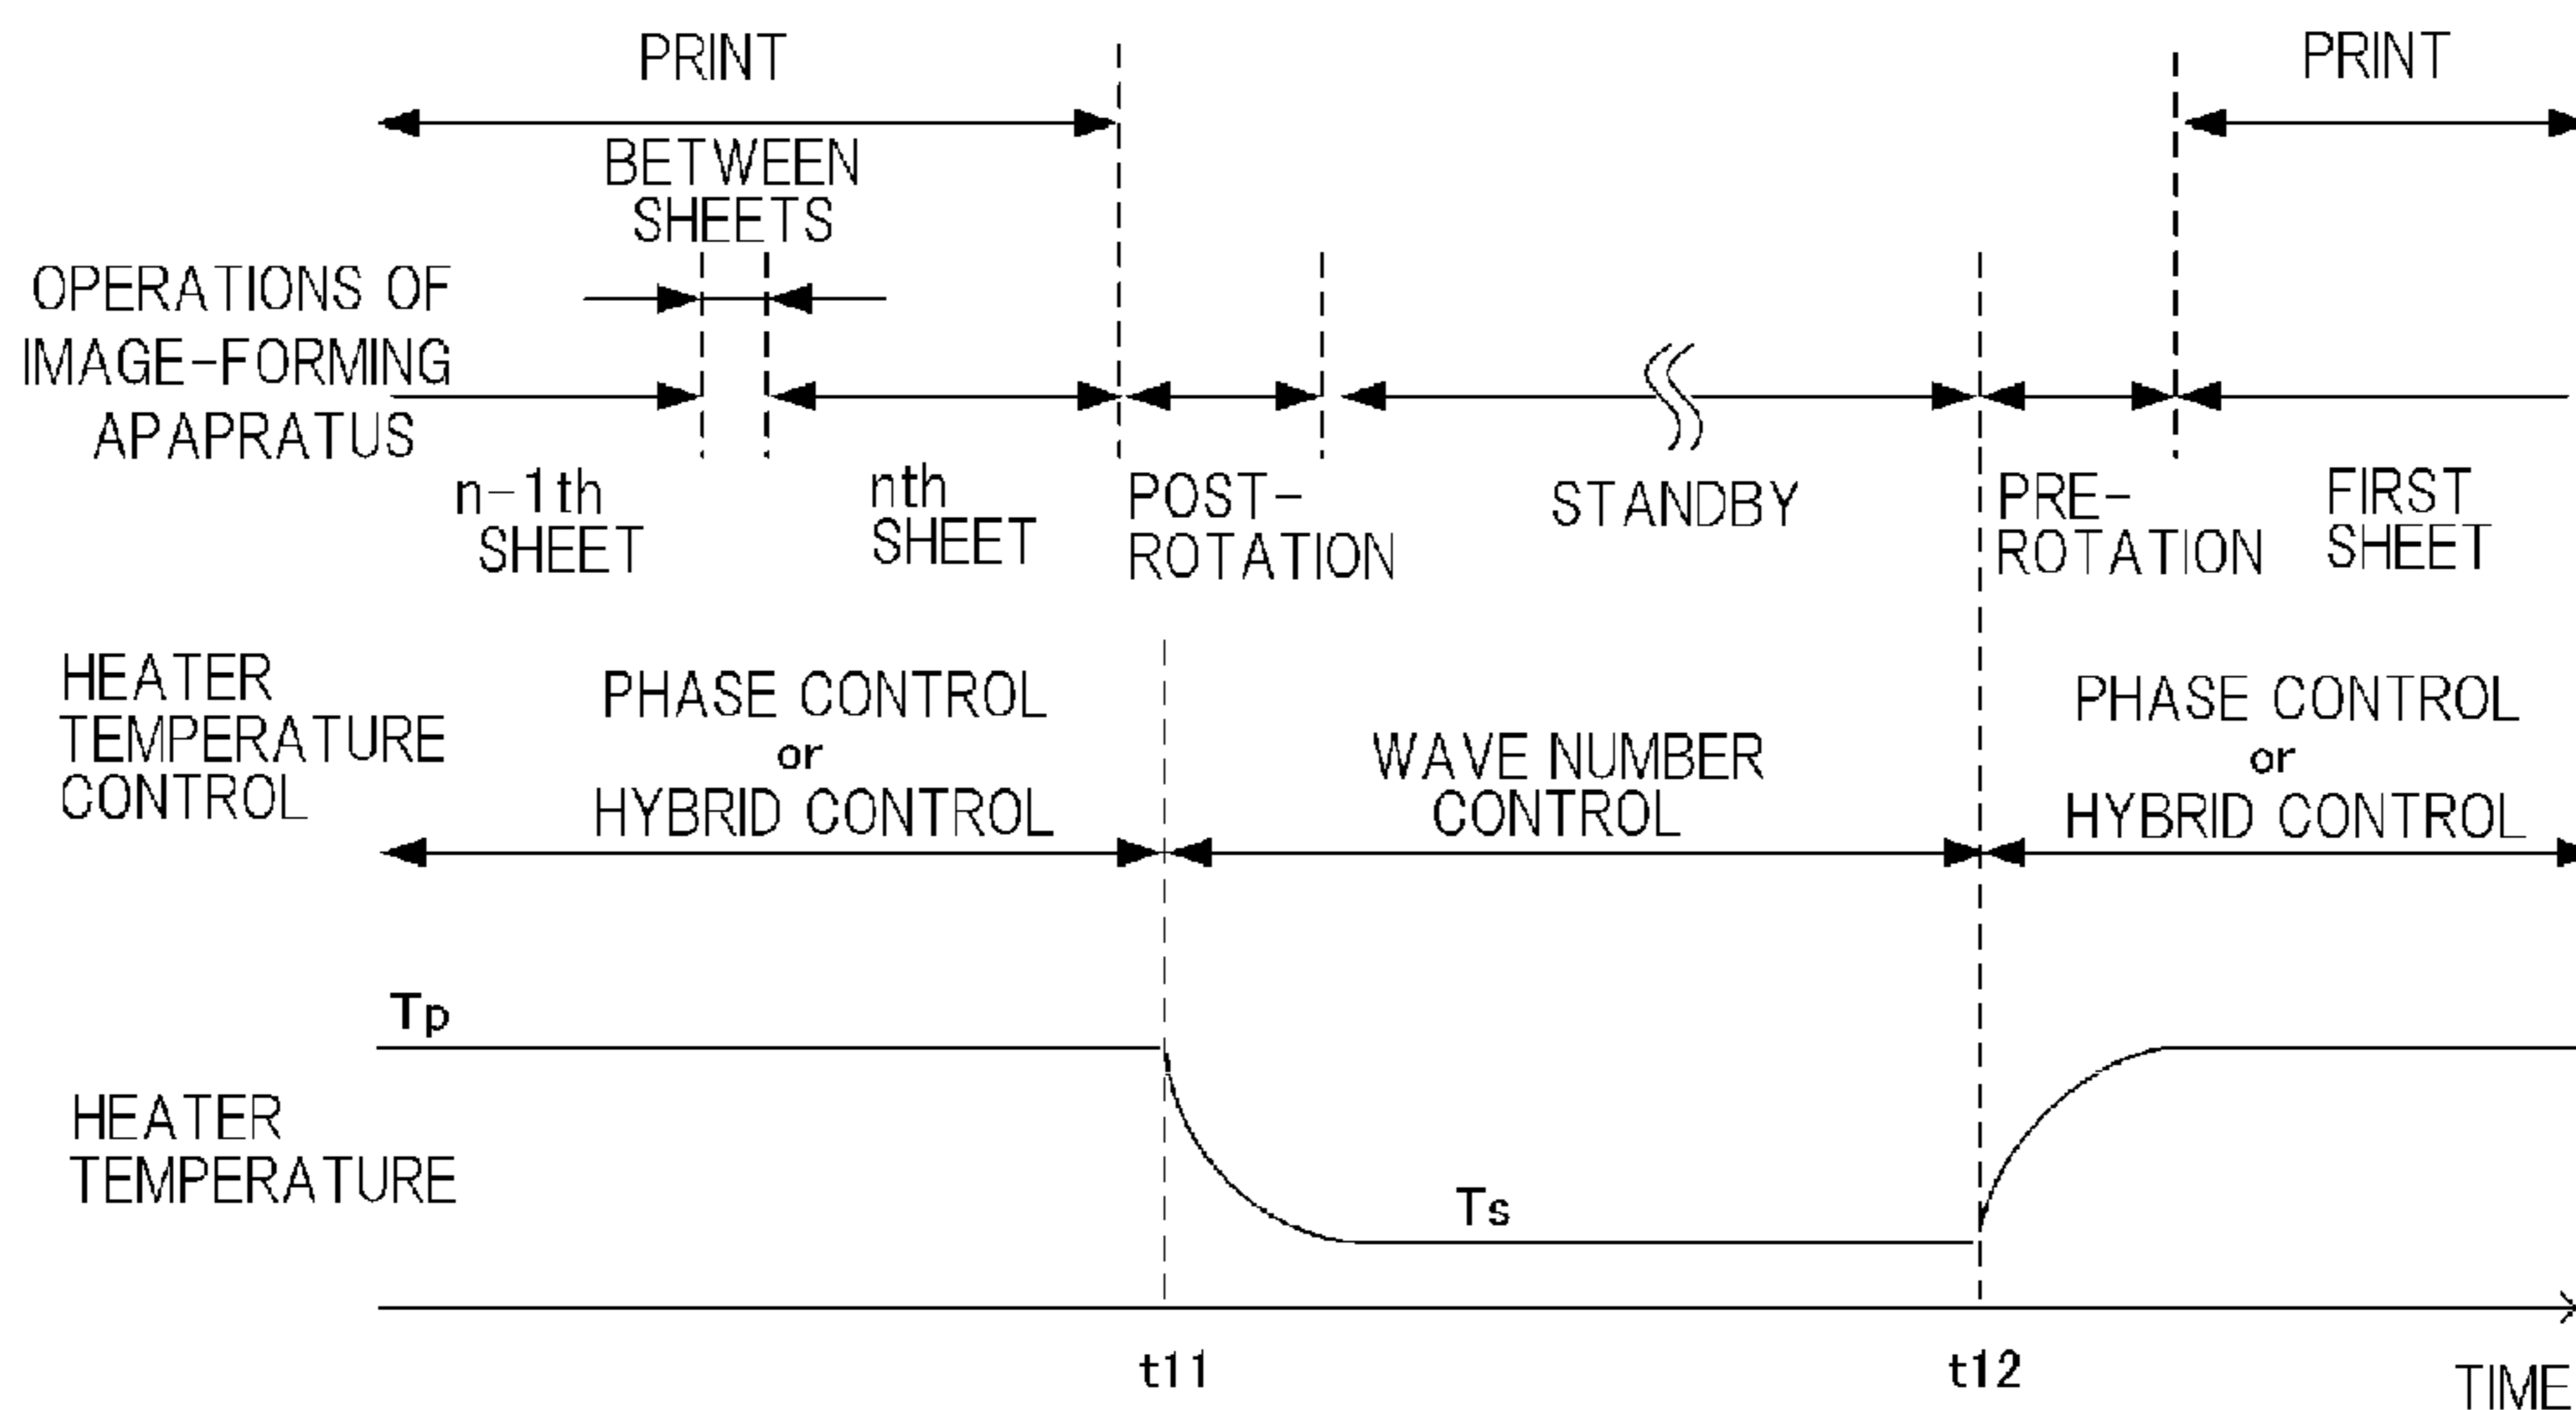 PRINT
PRINT
BETWEEN
SHEETS
OPERATIONS OF
IMAGE-FORMING
APAPRATUS
n-1th
SHEET
nth
SHEET
POST-
ROTATION
STANDBY
PRE-
ROTATION
FIRST
SHEET
HEATER
TEMPERATURE
CONTROL
PHASE CONTROL
or
HYBRID CONTROL
WAVE NUMBER
CONTROL
PHASE CONTROL
or
HYBRID CONTROL
Tp
HEATER
TEMPERATURE
Ts
t11
t12
TIME